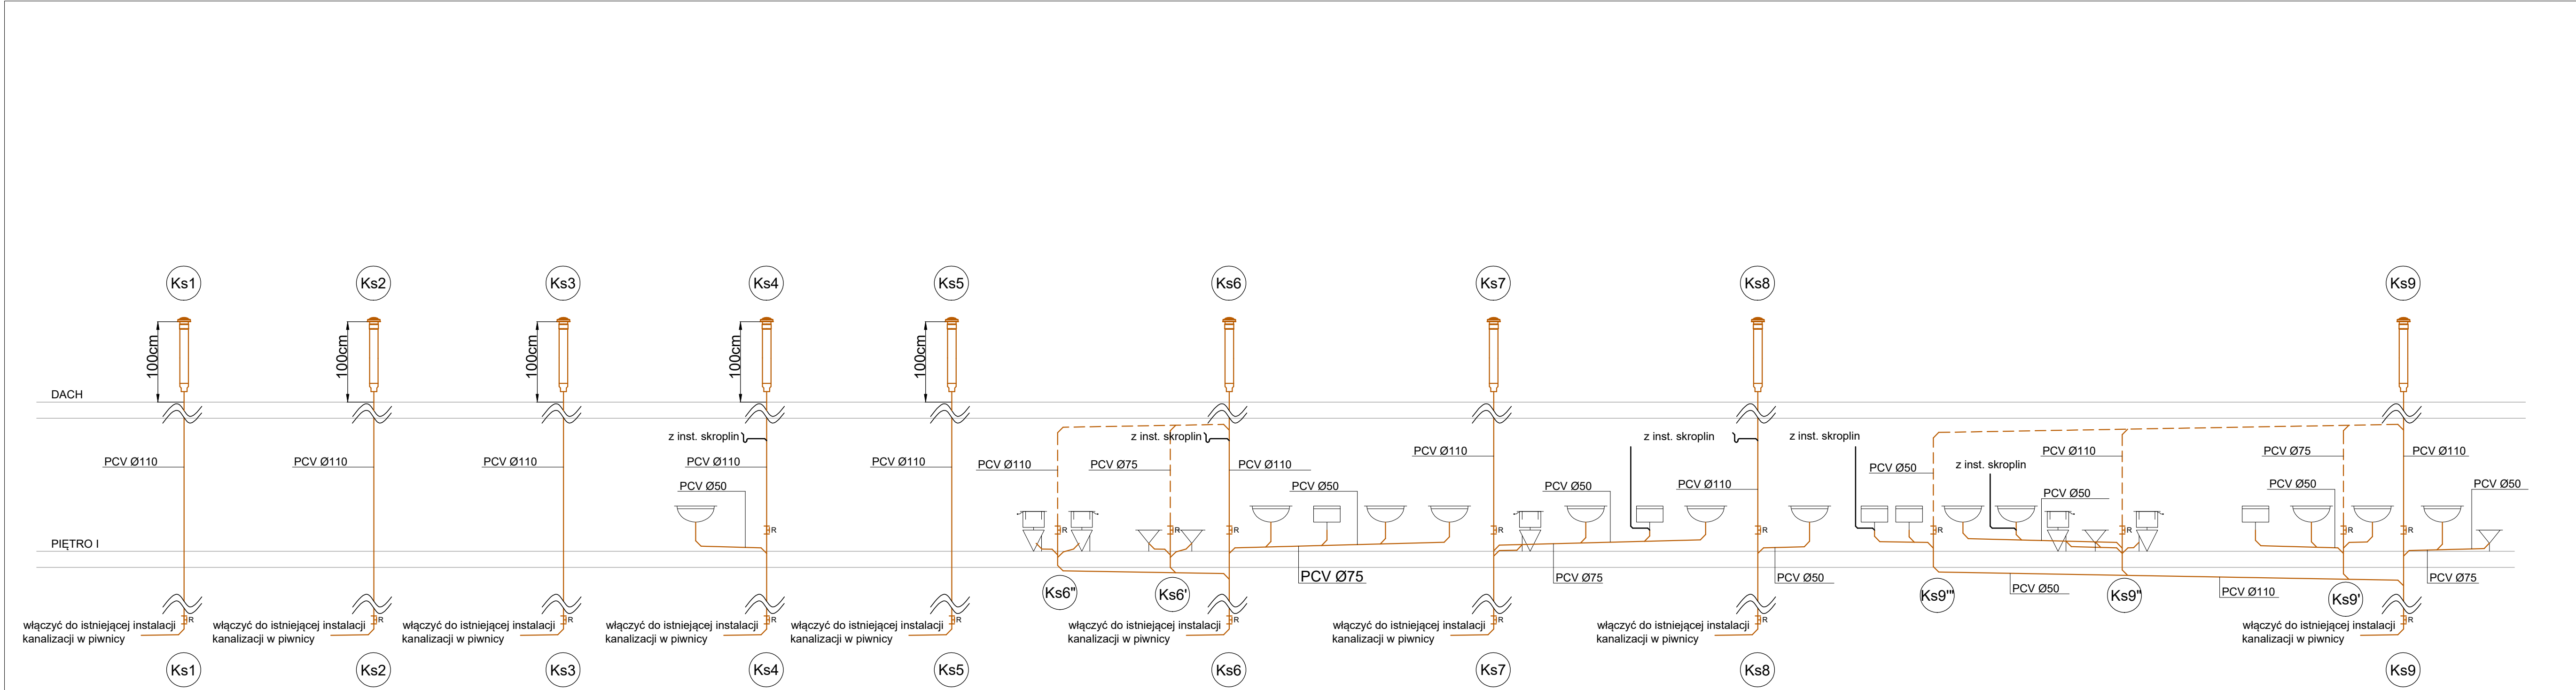 Ks1
Ks2
Ks3
Ks4
Ks5
Ks6
Ks7
Ks8
Ks9
100cm
100cm
100cm
100cm
100cm
DACH
z inst. skroplin
z inst. skroplin
z inst. skroplin
z inst. skroplin
z inst. skroplin
PCV Ø110
PCV Ø110
PCV Ø110
PCV Ø110
PCV Ø110
PCV Ø110
PCV Ø75
PCV Ø110
PCV Ø110
PCV Ø110
PCV Ø50
PCV Ø110
PCV Ø75
PCV Ø110
PCV Ø50
PCV Ø50
PCV Ø50
PCV Ø50
PCV Ø50
PCV Ø50
R
R
R
R
R
R
R
R
R
R
PIĘTRO I
PCV Ø75
PCV Ø75
PCV Ø50
PCV Ø50
PCV Ø110
PCV Ø75
Ks6"
Ks6'
Ks9'"
Ks9"
Ks9'
R
R
R
R
R
R
R
R
R
włączyć do istniejącej instalacji
kanalizacji w piwnicy
włączyć do istniejącej instalacji
kanalizacji w piwnicy
włączyć do istniejącej instalacji
kanalizacji w piwnicy
włączyć do istniejącej instalacji
kanalizacji w piwnicy
włączyć do istniejącej instalacji
kanalizacji w piwnicy
włączyć do istniejącej instalacji
kanalizacji w piwnicy
włączyć do istniejącej instalacji
kanalizacji w piwnicy
włączyć do istniejącej instalacji
kanalizacji w piwnicy
włączyć do istniejącej instalacji
kanalizacji w piwnicy
Ks1
Ks2
Ks3
Ks4
Ks5
Ks6
Ks7
Ks8
Ks9